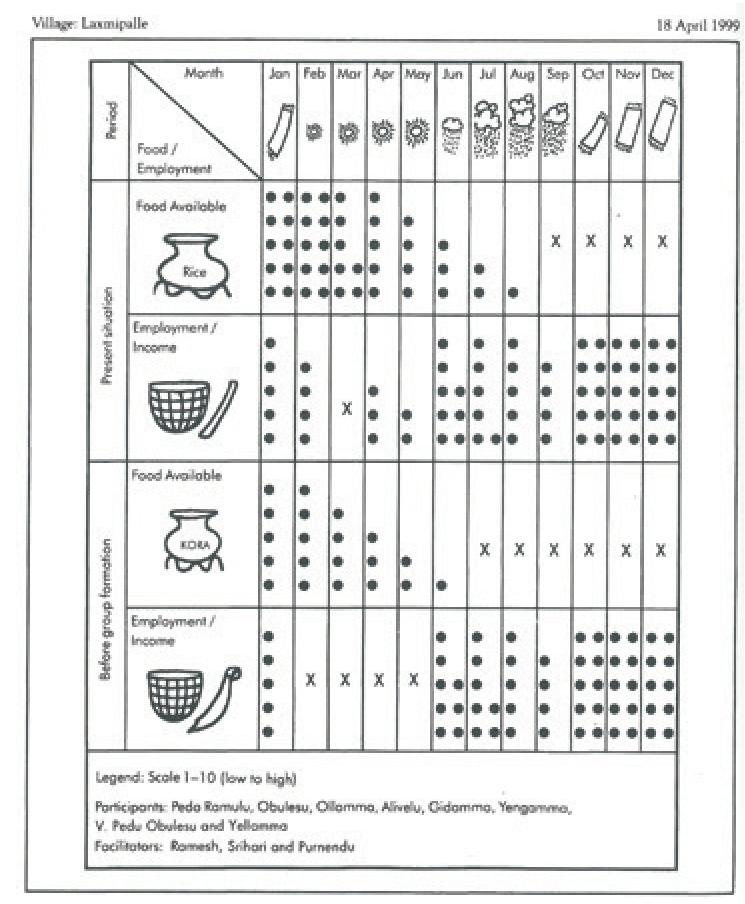 Village: Laxmipalle
18 April 1999
Period
Month
Food /
Employment
Jan Feb Mar Apr May Jun Jul Aug Sep Oct Nov Dec
Present situation
Food Available
Rice
X X X X
Employment /
Income
X
Before group formation
Food Available
KORA
X X X X X X
Employment /
Income
X X X X
Legend: Scale 1–10 (low to high)
Participants: Peda Ramulu, Obulesu, Ollamma, Alivelu, Gidamma, Yengamma,
V. Pedu Obulesu and Yellamma
Facilitators: Ramesh, Srihari and Purnendu